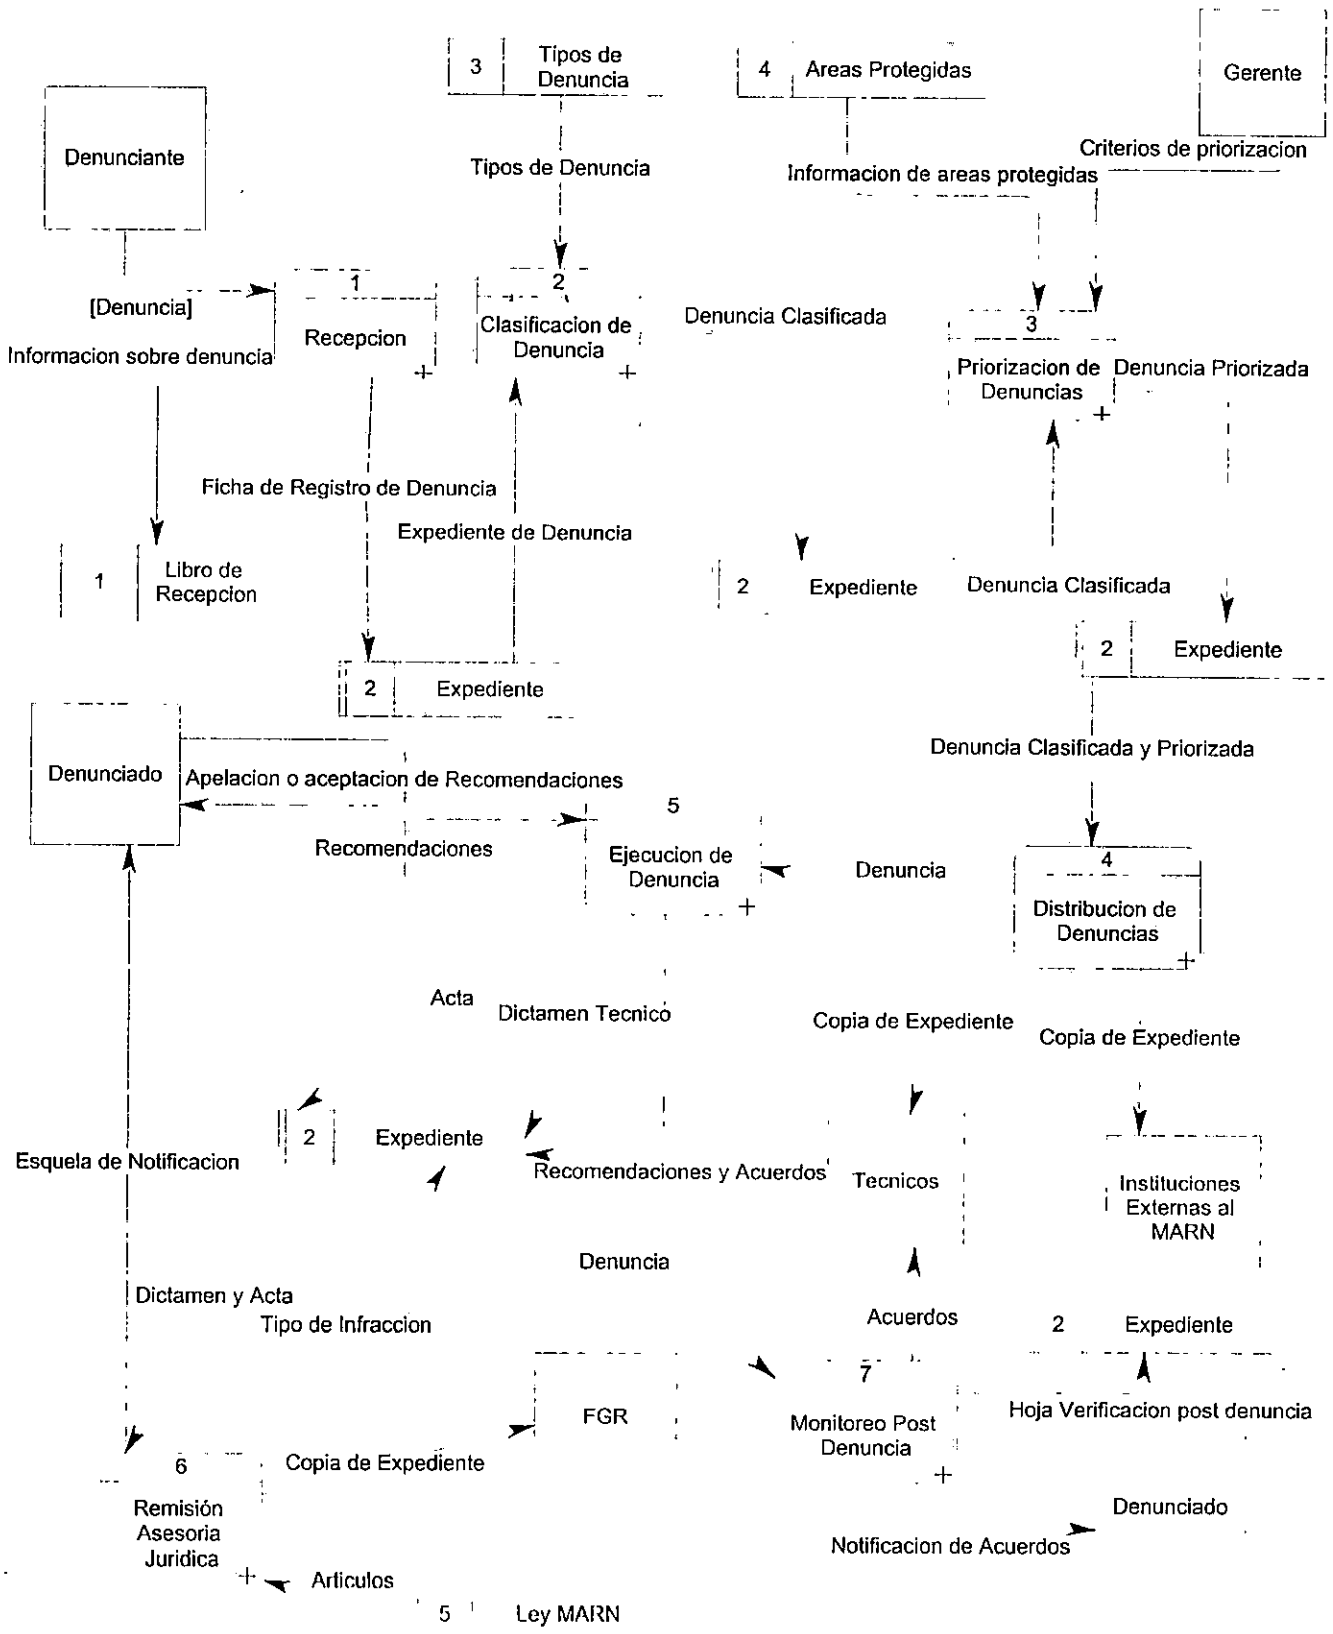 3
Tipos de
Denuncia
4
Areas Protegidas
Gerente
Denunciante
Tipos de Denuncia
Criterios de priorizacion
Informacion de areas protegidas
[Denuncia]
Informacion sobre denuncia
1
Recepcion
2
Clasificacion de
Denuncia
Denuncia Clasificada
3
Priorizacion de
Denuncias
Denuncia Priorizada
Ficha de Registro de Denuncia
Expediente de Denuncia
1
Libro de
Recepcion
2
Expediente
Denuncia Clasificada
2
Expediente
2
Expediente
Denunciado
Apelacion o aceptacion de Recomendaciones
Denuncia Clasificada y Priorizada
Recomendaciones
5
Ejecucion de
Denuncia
Denuncia
4
Distribucion de
Denuncias
Acta
Dictamen Tecnico
Copia de Expediente
Copia de Expediente
2
Expediente
Esquela de Notificacion
Recomendaciones y Acuerdos
Tecnicos
Instituciones
Externas al
MARN
Denuncia
Dictamen y Acta
Tipo de Infraccion
Acuerdos
2
Expediente
FGR
7
Monitoreo Post
Denuncia
Hoja Verificacion post denuncia
6
Remisión
Asesoria
Juridica
Copia de Expediente
Denunciado
Notificacion de Acuerdos
Articulos
5
Ley MARN